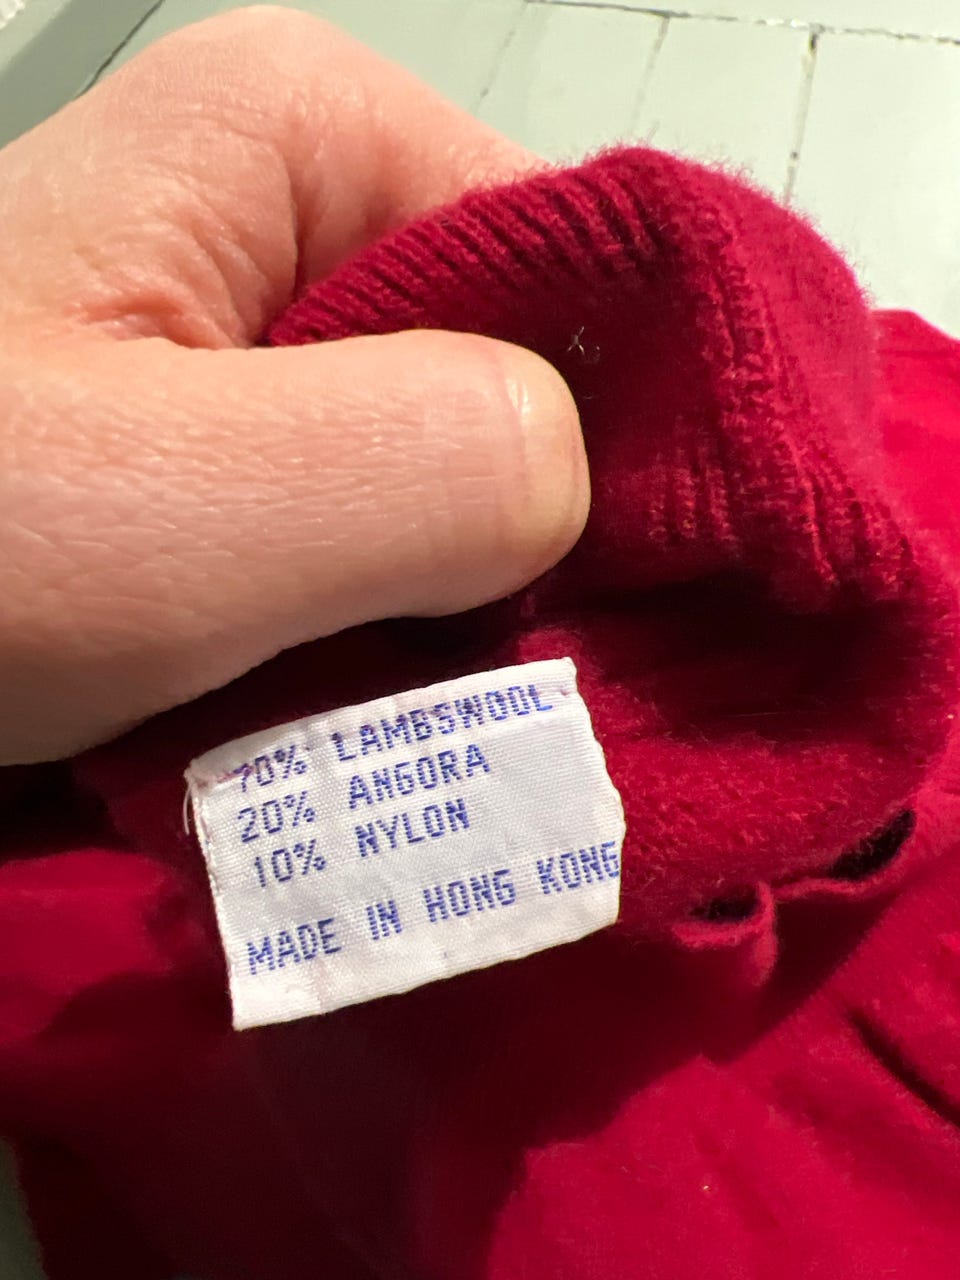 70% LAMBSWOOL
20% ANGORA
10% NYLON
MADE IN HONG KONG